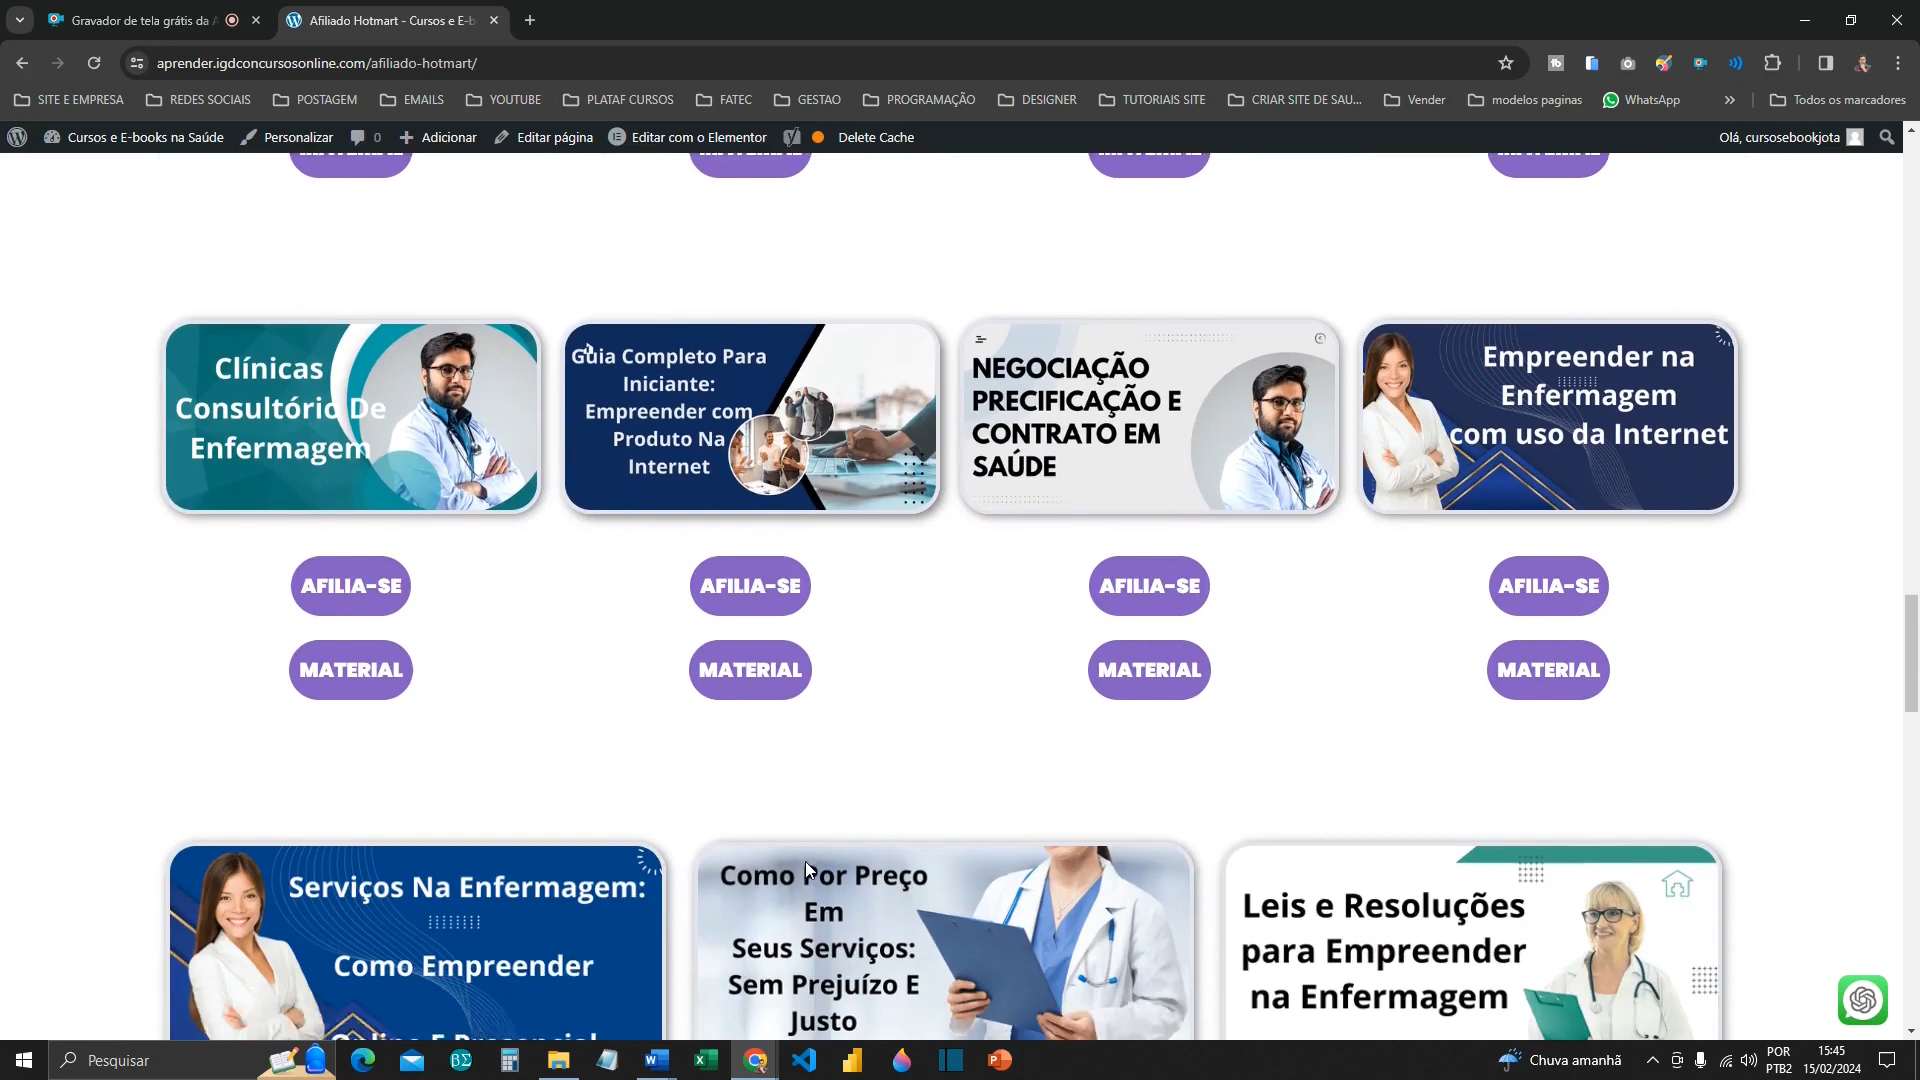 Gravador de tela grátis da A
Afiliado Hotmart - Cursos e E-b
aprender.igdconcursosonline.com/afiliado-hotmart/
SITE E EMPRESA
REDES SOCIAIS
POSTAGEM
EMAILS
YOUTUBE
PLATAF CURSOS
FATEC
GESTAO
PROGRAMAÇÃO
DESIGNER
TUTORIAIS SITE
CRIAR SITE DE SAU...
Vender
modelos paginas
WhatsApp
Todos os marcadores
Cursos e E-books na Saúde
Personalizar
0
Adicionar
Editar página
Editar com o Elementor
Delete Cache
Olá, cursosebookjota
Clínicas
Consultório De
Enfermagem
Guia Completo Para
Iniciante:
Empreender com
Produto Na
Internet
NEGOCIAÇÃO
PRECIFICAÇÃO E
CONTRATO EM
SAÚDE
Empreender na
Enfermagem
com uso da Internet
AFILIA-SE
AFILIA-SE
AFILIA-SE
AFILIA-SE
MATERIAL
MATERIAL
MATERIAL
MATERIAL
Serviços Na Enfermagem:
Como Empreender
Como Por Preço
Em
Seus Serviços:
Sem Prejuízo E
Justo
Leis e Resoluções
para Empreender
na Enfermagem
Pesquisar
Chuva amanhã
POR
PTB2
15:45
15/02/2024